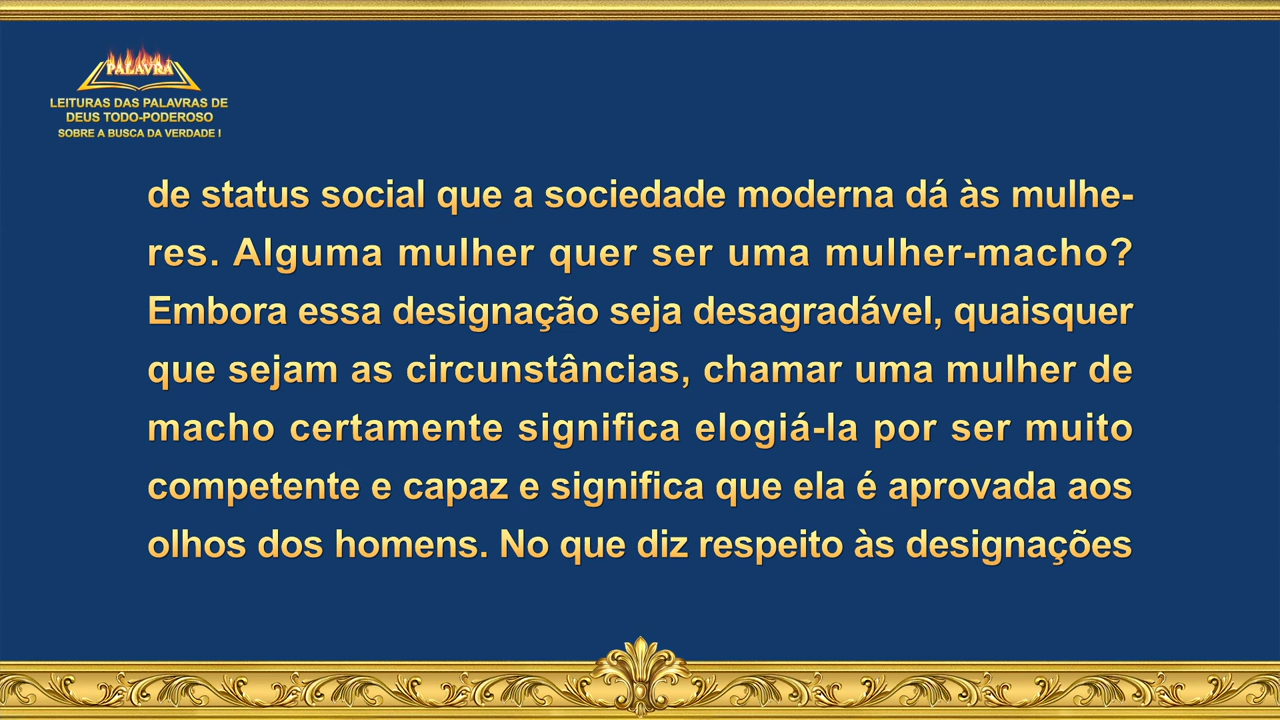 PALAVRA
LEITURAS DAS PALAVRAS DE
DEUS TODO-PODEROSO
SOBRE A BUSCA DA VERDADE I
de status social que a sociedade moderna dá às mulhe-
res. Alguma mulher quer ser uma mulher-macho?
Embora essa designação seja desagradável, quaisquer
que sejam as circunstâncias, chamar uma mulher de
macho certamente significa elogiá-la por ser muito
competente e capaz e significa que ela é aprovada aos
olhos dos homens. No que diz respeito às designações